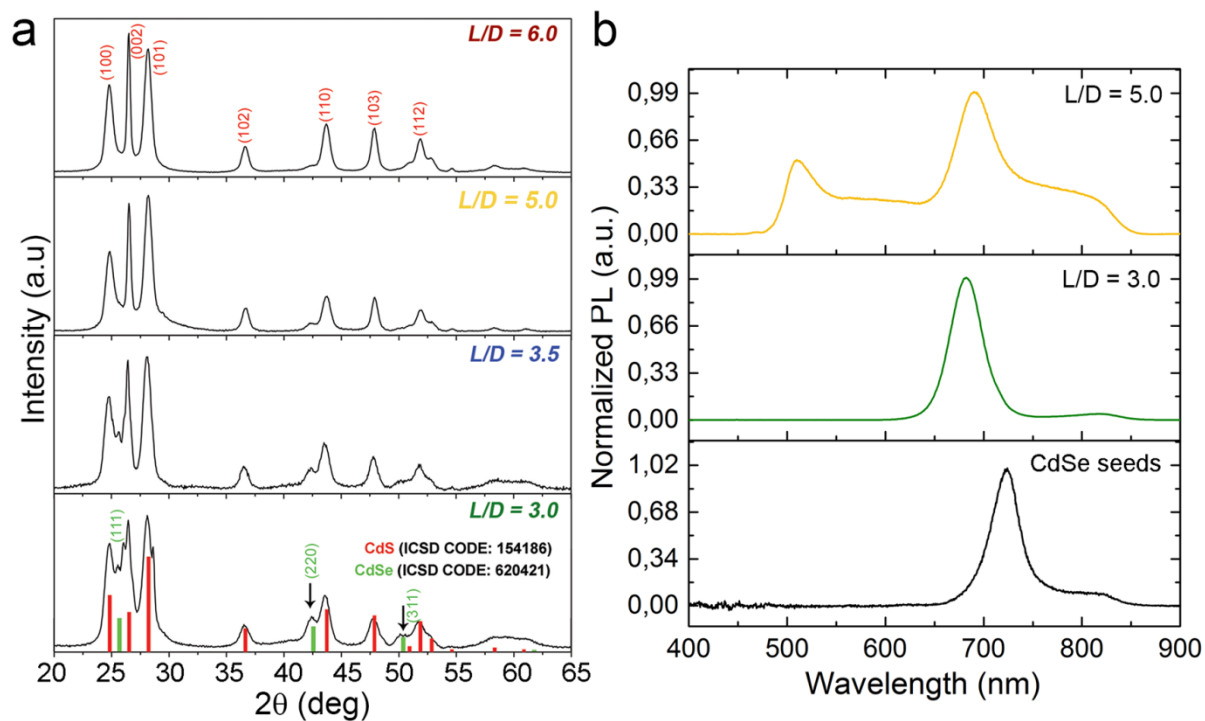 a
L/D = 6.0
(100)
(002)
(101)
(102)
(110)
(103)
(112)
L/D = 5.0
L/D = 3.5
L/D = 3.0
(111)
CdS (ICSD CODE: 154186)
CdSe (ICSD CODE: 620421)
(220)
(311)
Intensity (a.u)
20 25 30 35 40 45 50 55 60 65
2θ (deg)
b
L/D = 5.0
0,99
0,66
0,33
0,00
L/D = 3.0
0,99
0,66
0,33
0,00
CdSe seeds
1,02
0,68
0,34
0,00
Normalized PL (a.u.)
400 500 600 700 800 900
Wavelength (nm)